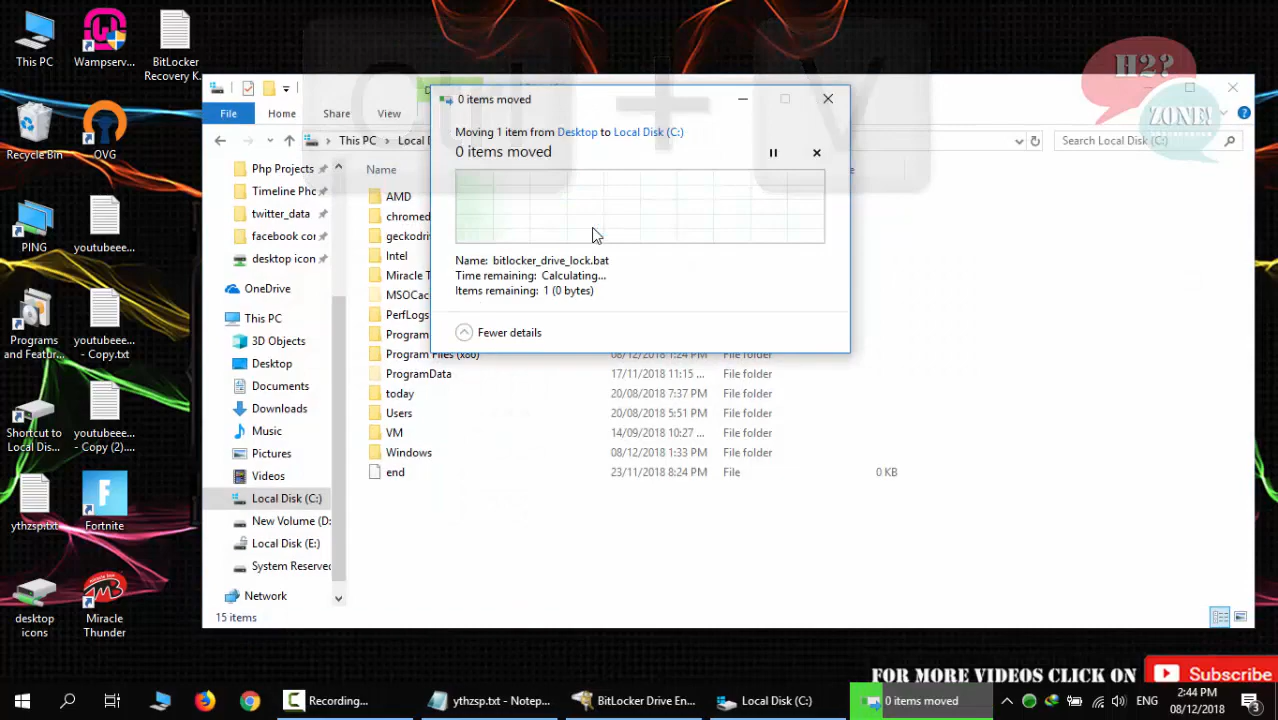 This PC
Wampserv...
BitLocker
Recovery K...
Recycle Bin
OVG
PING
youtubeee...
Programs
and Featur...
youtubeee...
- Copy.txt
Shortcut to
Local Dis...
youtubeee...
- Copy (2)....
ythzsp.txt
Fortnite
desktop
icons
Miracle
Thunder
File
Home
Share
View
This PC
Local
Search Local Disk (C:)
Php Projects
Timeline Phc
twitter_data
facebook cor
desktop icon
OneDrive
This PC
3D Objects
Desktop
Documents
Downloads
Music
Pictures
Videos
Local Disk (C:)
New Volume (D:
Local Disk (E:)
System Reserved
Network
15 items
Name
AMD
chromed
geckodri
Intel
Miracle T
MSOCac
PerfLogs
Program
Program Files (x86) 08/12/2018 1:24 PM File folder
ProgramData 17/11/2018 11:15 ... File folder
today 20/08/2018 7:37 PM File folder
Users 20/08/2018 5:51 PM File folder
VM 14/09/2018 10:27 ... File folder
Windows 08/12/2018 1:33 PM File folder
end 23/11/2018 8:24 PM File 0 KB
0 items moved
Moving 1 item from Desktop to Local Disk (C:)
0 items moved
Name: bitlocker_drive_lock.bat
Time remaining: Calculating...
Items remaining: 1 (0 bytes)
Fewer details
H2?
ZONE!
FOR MORE VIDEOS CLICK ON
Subscribe
Recording...
ythzsp.txt - Notep...
BitLocker Drive En...
Local Disk (C:)
0 items moved
ENG
2:44 PM
08/12/2018
3